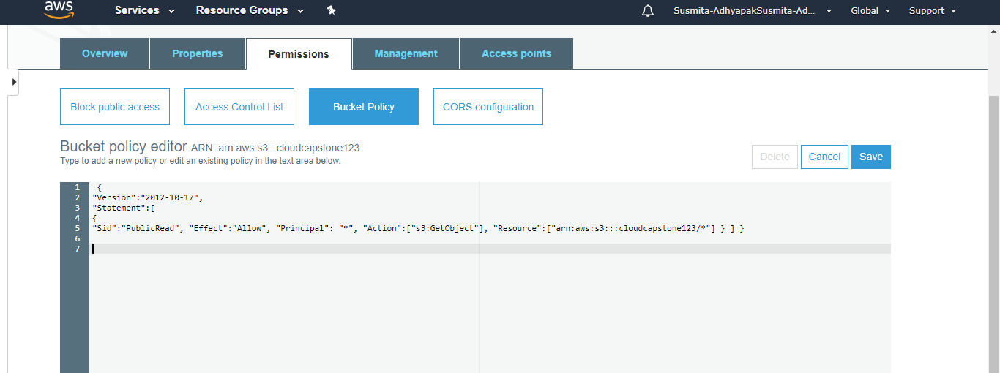 aws Services Resource Groups Susmita-AdhyapakSusmita-Ad... Global Support
Overview Properties Permissions Management Access points
Block public access Access Control List Bucket Policy CORS configuration
Bucket policy editor ARN: arn:aws:s3:::cloudcapstone123
Type to add a new policy or edit an existing policy in the text area below.
Delete Cancel Save
1 {
2 "Version":"2012-10-17",
3 "Statement":[
4 {
5 "Sid":"PublicRead", "Effect":"Allow", "Principal": "*", "Action":["s3:GetObject"], "Resource":["arn:aws:s3:::cloudcapstone123/*"] } ] }
6
7